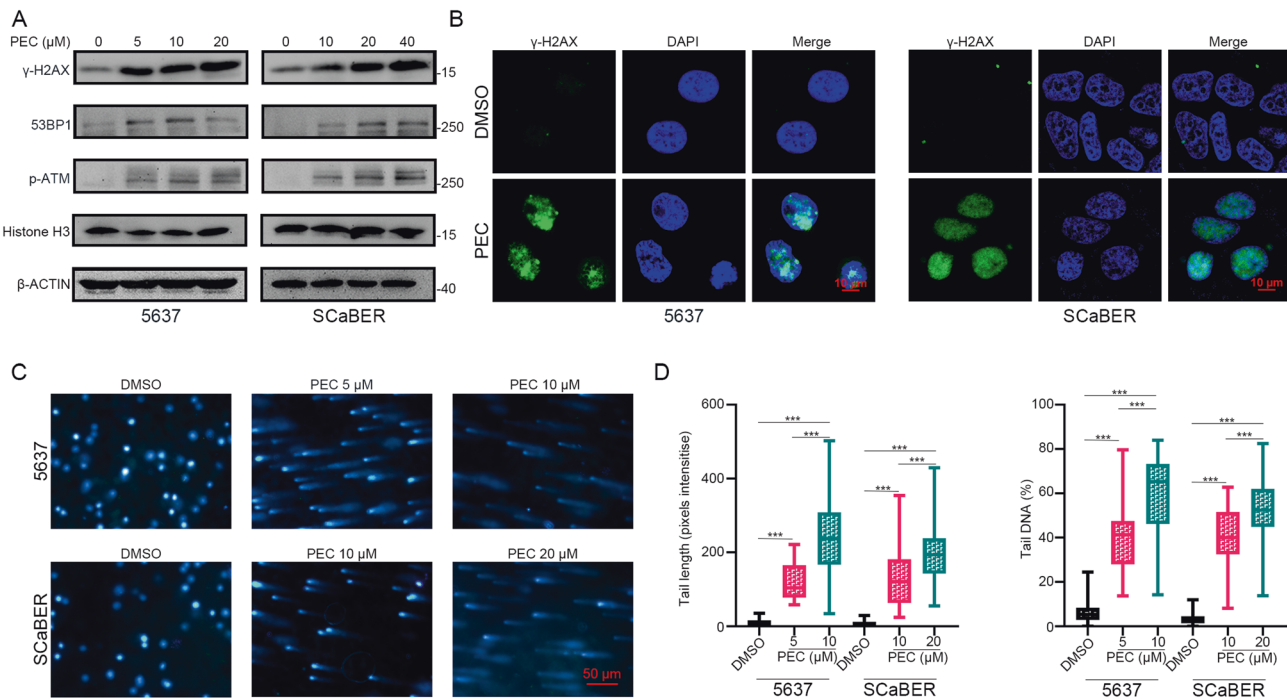 A
PEC (μM) 0 5 10 20 0 10 20 40
γ-H2AX
-15
53BP1
-250
p-ATM
-250
Histone H3
-15
β-ACTIN
-40
5637 SCaBER
B
γ-H2AX DAPI Merge γ-H2AX DAPI Merge
DMSO
PEC
10 μm 10 μm
5637 SCaBER
C
DMSO PEC 5 μM PEC 10 μM
5637
DMSO PEC 10 μM PEC 20 μM
SCaBER
50 μm
D
Tail length (pixels intensitise)
600
400
200
0
***
***
***
***
***
***
DMSO 5 10 DMSO 10 20
PEC (μM) PEC (μM)
5637 SCaBER
Tail DNA (%)
100
80
60
40
20
0
***
***
***
***
***
***
DMSO 5 10 DMSO 10 20
PEC (μM) PEC (μM)
5637 SCaBER